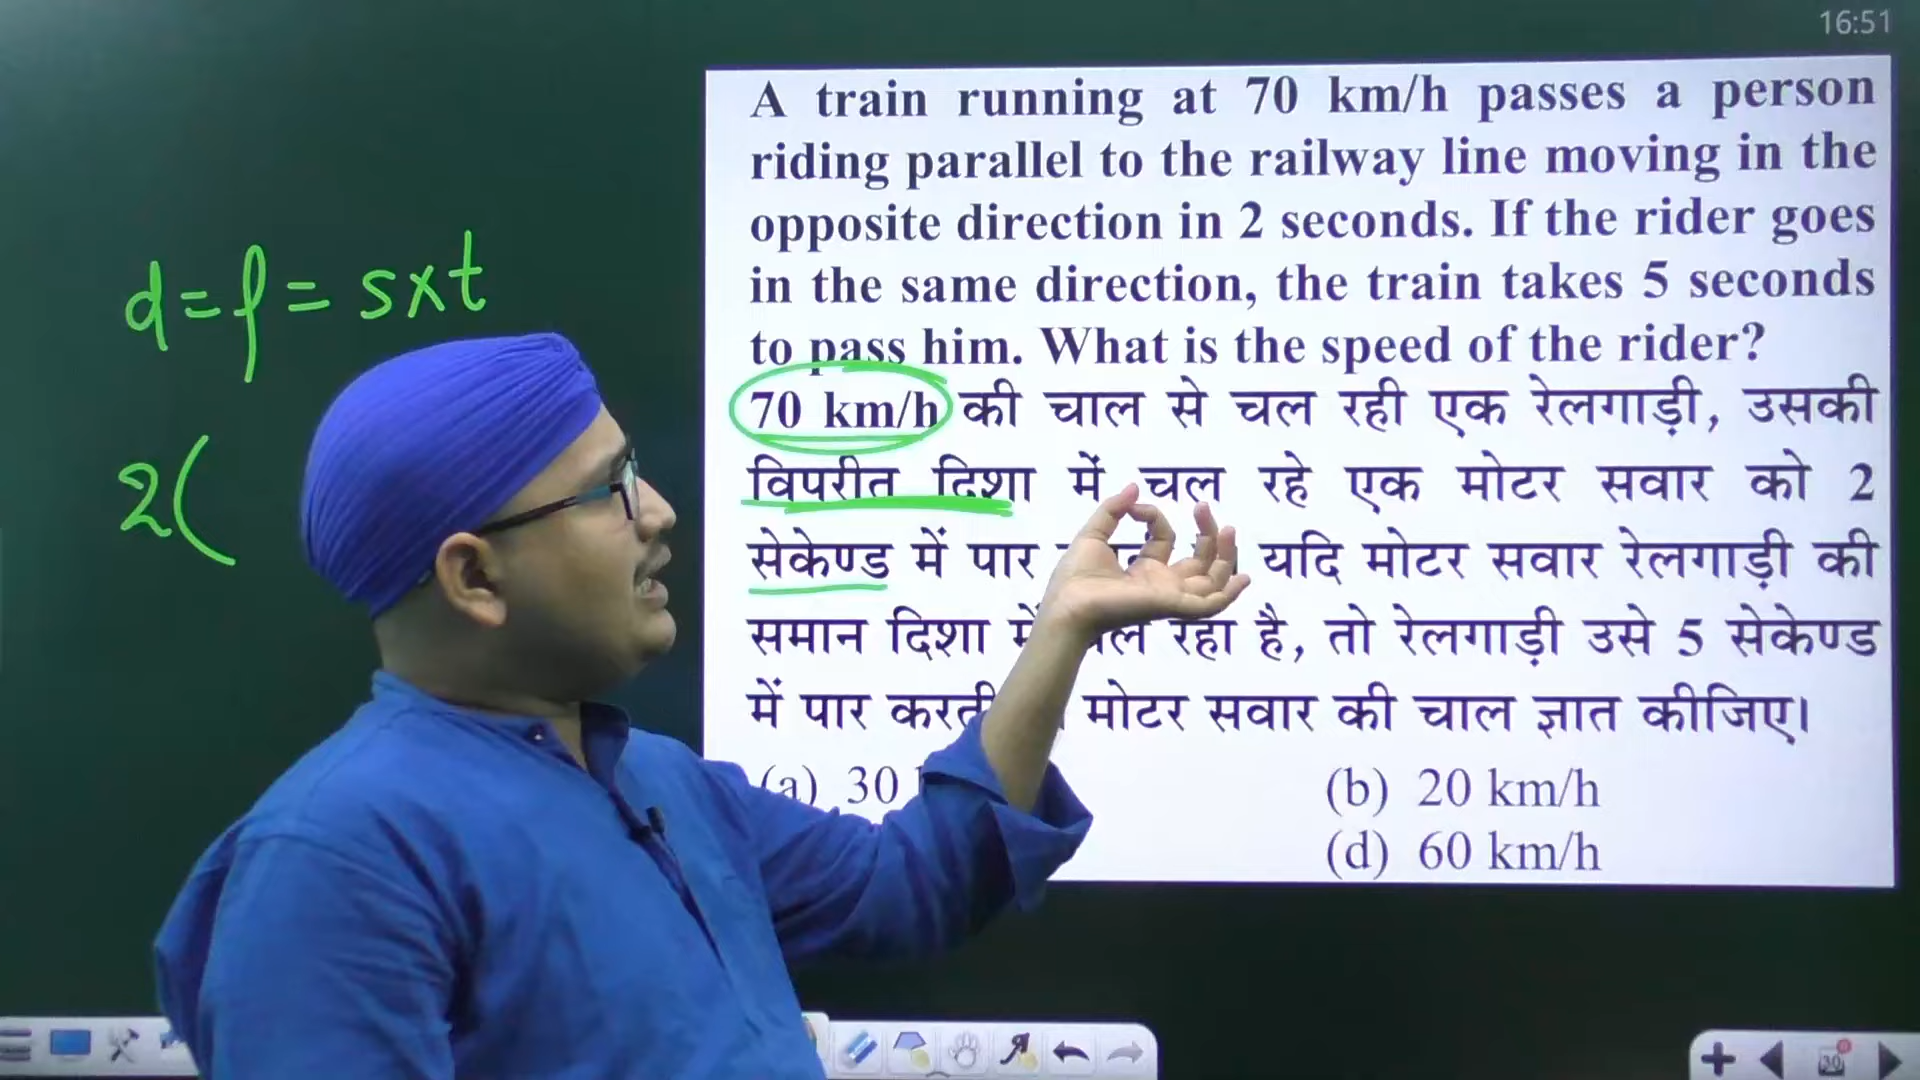 16:51
A train running at 70 km/h passes a person
riding parallel to the railway line moving in the
opposite direction in 2 seconds. If the rider goes
in the same direction, the train takes 5 seconds
to pass him. What is the speed of the rider?
70 km/h की चाल से चल रही एक रेलगाड़ी, उसकी
विपरीत दिशा में चल रहे एक मोटर सवार को 2
सेकेण्ड में पार यदि मोटर सवार रेलगाड़ी की
समान दिशा में रहा है, तो रेलगाड़ी उसे 5 सेकेण्ड
में पार करती मोटर सवार की चाल ज्ञात कीजिए।
(a) 30
(b) 20 km/h
(d) 60 km/h
d = l = s×t
2(
30